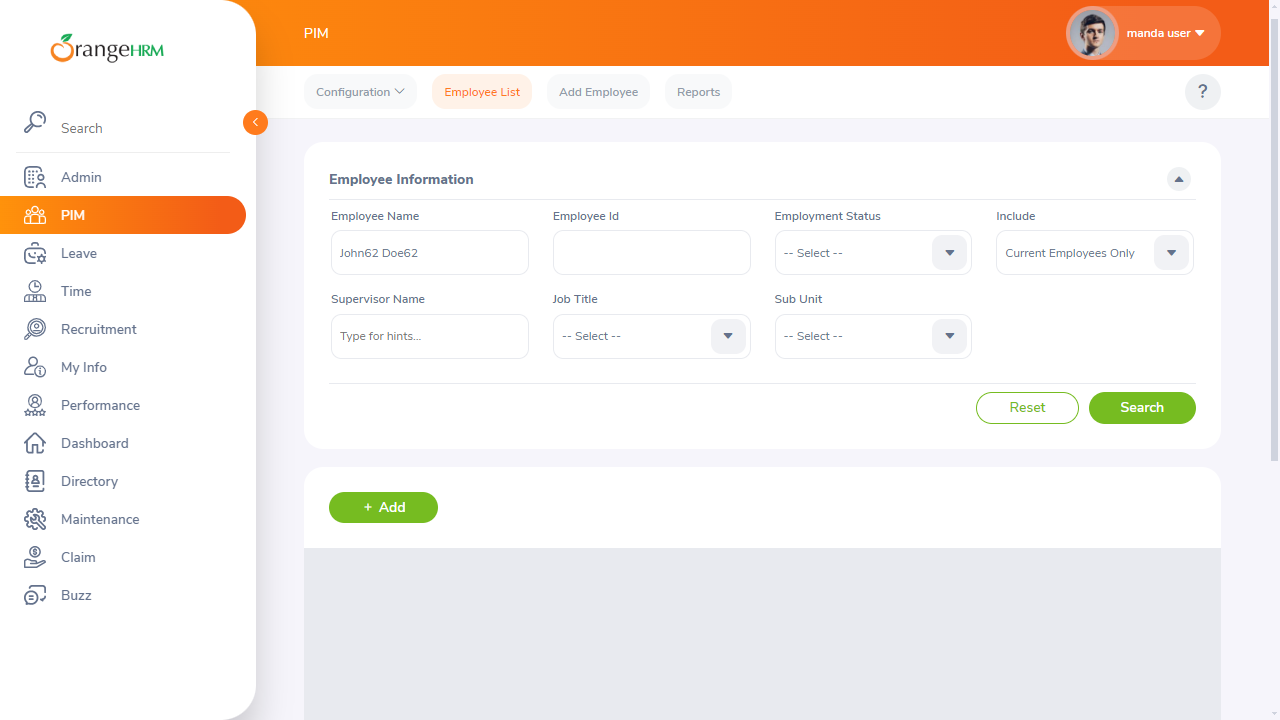 OrangeHRM
Search
Admin
PIM
Leave
Time
Recruitment
My Info
Performance
Dashboard
Directory
Maintenance
Claim
Buzz
PIM
manda user
Configuration
Employee List
Add Employee
Reports
?
Employee Information
Employee Name
Employee Id
Employment Status
Include
John62 Doe62
-- Select --
Current Employees Only
Supervisor Name
Job Title
Sub Unit
Type for hints...
-- Select --
-- Select --
Reset
Search
+ Add